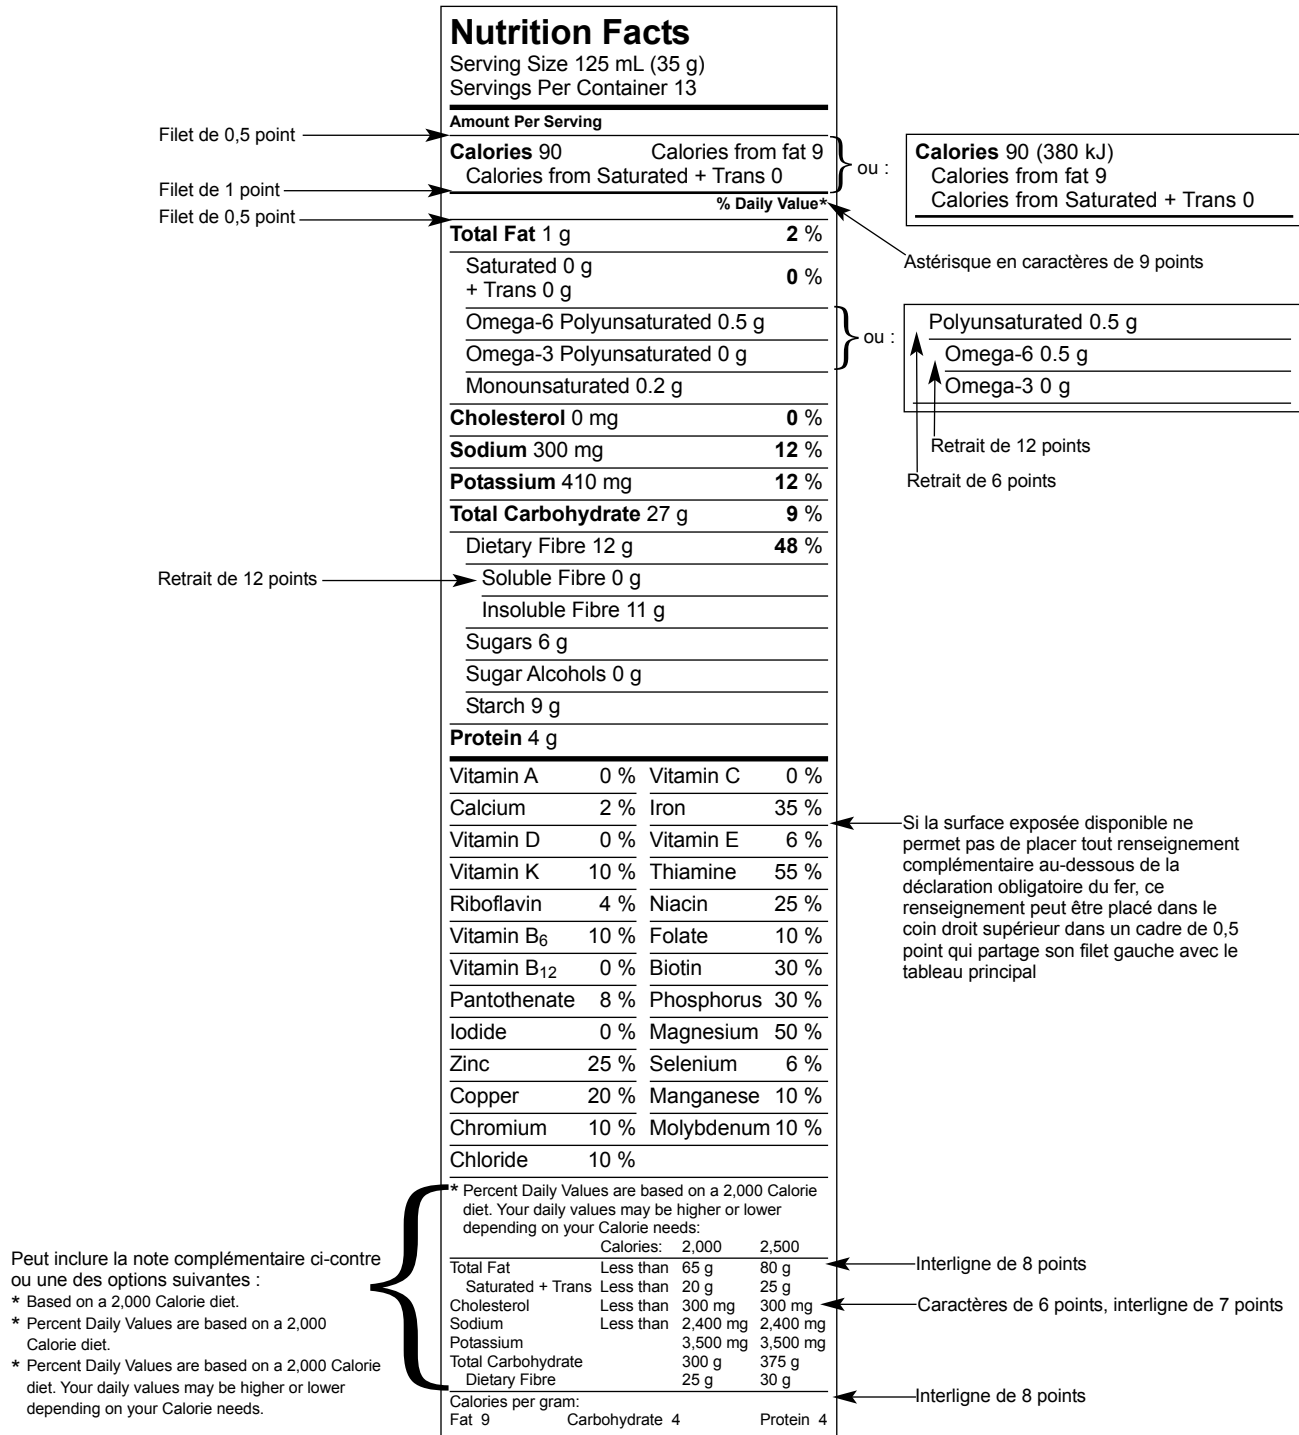 Nutrition Facts
Serving Size 125 mL (35 g)
Servings Per Container 13
Amount Per Serving
Filet de 0,5 point
Calories 90 Calories from fat 9
Calories from Saturated + Trans 0
ou :
Calories 90 (380 kJ)
Calories from fat 9
Calories from Saturated + Trans 0
Filet de 1 point
% Daily Value*
Filet de 0,5 point
Astérisque en caractères de 9 points
Total Fat 1 g 2 %
Saturated 0 g
+ Trans 0 g
0 %
Omega-6 Polyunsaturated 0.5 g
Omega-3 Polyunsaturated 0 g
ou :
Polyunsaturated 0.5 g
Omega-6 0.5 g
Omega-3 0 g
Retrait de 12 points
Retrait de 6 points
Monounsaturated 0.2 g
Cholesterol 0 mg 0 %
Sodium 300 mg 12 %
Potassium 410 mg 12 %
Total Carbohydrate 27 g 9 %
Dietary Fibre 12 g 48 %
Retrait de 12 points
Soluble Fibre 0 g
Insoluble Fibre 11 g
Sugars 6 g
Sugar Alcohols 0 g
Starch 9 g
Protein 4 g
Vitamin A 0 % Vitamin C 0 %
Calcium 2 % Iron 35 %
Vitamin D 0 % Vitamin E 6 %
Vitamin K 10 % Thiamine 55 %
Riboflavin 4 % Niacin 25 %
Vitamin B6 10 % Folate 10 %
Vitamin B12 0 % Biotin 30 %
Pantothenate 8 % Phosphorus 30 %
Iodide 0 % Magnesium 50 %
Zinc 25 % Selenium 6 %
Copper 20 % Manganese 10 %
Chromium 10 % Molybdenum 10 %
Chloride 10 %
Si la surface exposée disponible ne
permet pas de placer tout renseignement
complémentaire au-dessous de la
déclaration obligatoire du fer, ce
renseignement peut être placé dans le
coin droit supérieur dans un cadre de 0,5
point qui partage son filet gauche avec le
tableau principal
* Percent Daily Values are based on a 2,000 Calorie
diet. Your daily values may be higher or lower
depending on your Calorie needs:
Calories: 2,000 2,500
Total Fat Less than 65 g 80 g
Saturated + Trans Less than 20 g 25 g
Cholesterol Less than 300 mg 300 mg
Sodium Less than 2,400 mg 2,400 mg
Potassium 3,500 mg 3,500 mg
Total Carbohydrate 300 g 375 g
Dietary Fibre 25 g 30 g
Calories per gram:
Fat 9 Carbohydrate 4 Protein 4
Peut inclure la note complémentaire ci-contre
ou une des options suivantes :
* Based on a 2,000 Calorie diet.
* Percent Daily Values are based on a 2,000
Calorie diet.
* Percent Daily Values are based on a 2,000 Calorie
diet. Your daily values may be higher or lower
depending on your Calorie needs.
Interligne de 8 points
Caractères de 6 points, interligne de 7 points
Interligne de 8 points